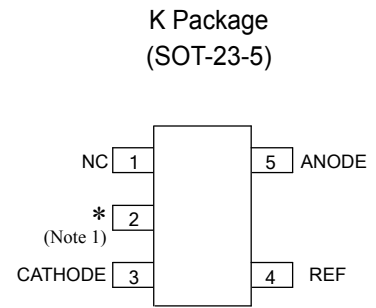 K Package
(SOT-23-5)
NC 1
5 ANODE
* 2
(Note 1)
CATHODE 3
4 REF